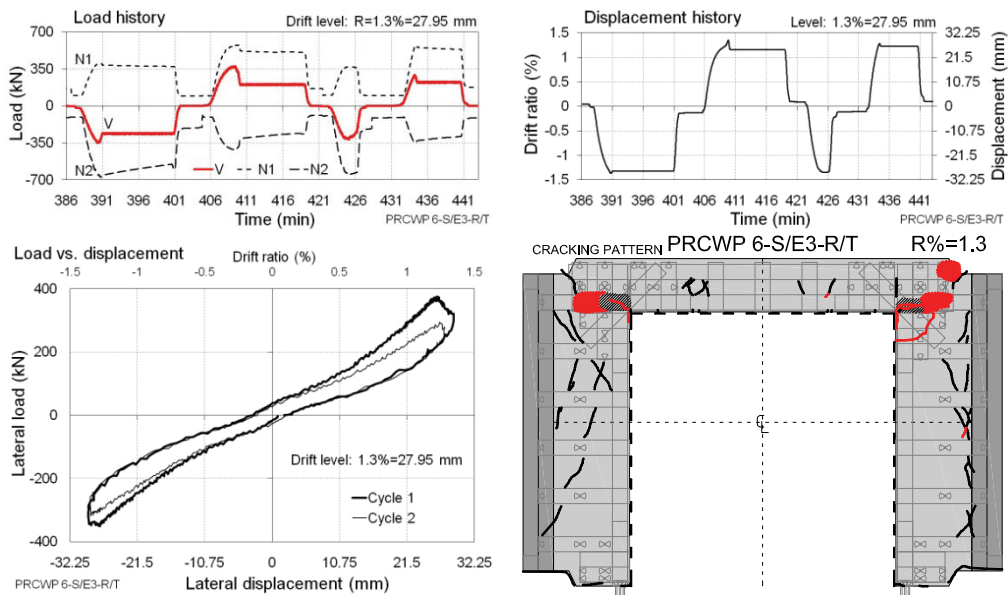 Load history
Drift level: R=1.3%=27.95 mm
Load (kN)
700
350
0
-350
-700
N1
V
N2
V N1 N2
386 391 396 401 406 411 416 421 426 431 436 441
Time (min)
PRCWP 6-S/E3-R/T
Displacement history
Level: 1.3%=27.95 mm
Drift ratio (%)
1.5
1
0.5
0
-0.5
-1
-1.5
32.25
21.5
10.75
0
-10.75
-21.5
-32.25
Displacement (mm)
386 391 396 401 406 411 416 421 426 431 436 441
Time (min)
PRCWP 6-S/E3-R/T
Load vs. displacement
Drift ratio (%)
-1.5 -1 -0.5 0 0.5 1 1.5
Lateral load (kN)
400
200
0
-200
-400
Drift level: 1.3%=27.95 mm
Cycle 1
Cycle 2
-32.25 -21.5 -10.75 0 10.75 21.5 32.25
PRCWP 6-S/E3-R/T
Lateral displacement (mm)
CRACKING PATTERN PRCWP 6-S/E3-R/T R%=1.3
CL